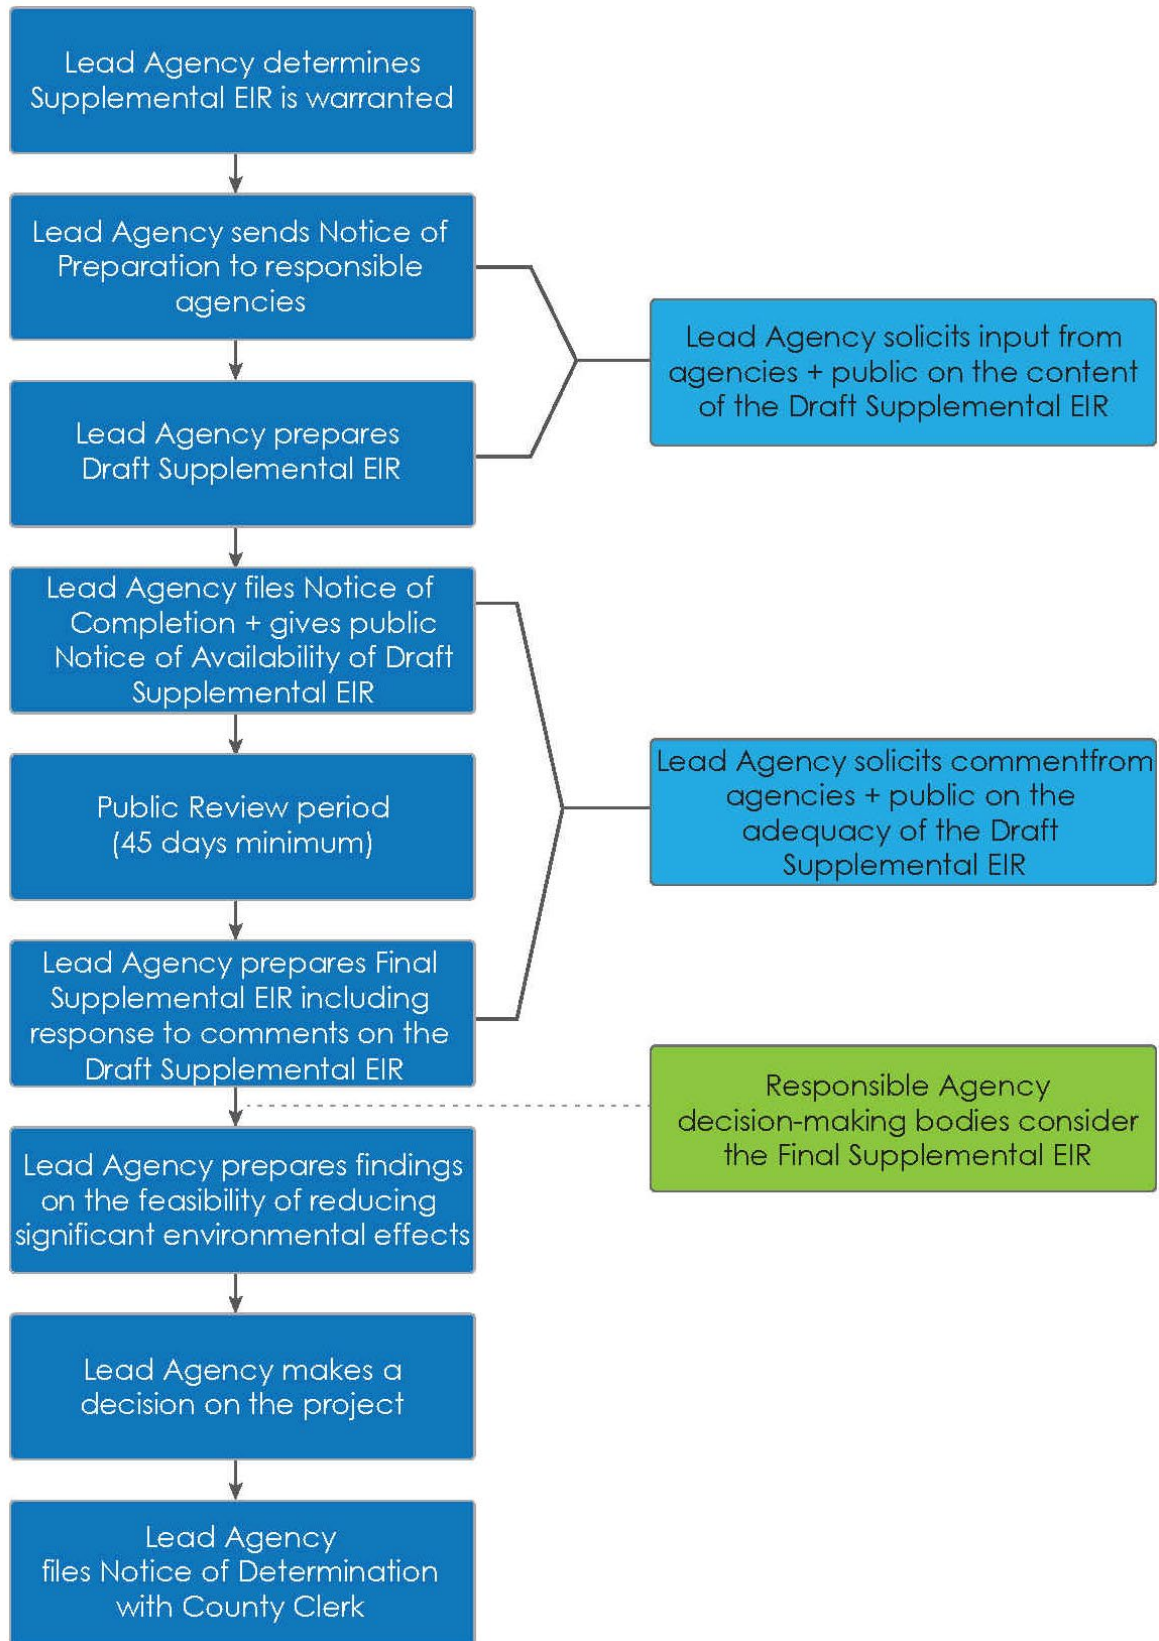 Lead Agency determines
Supplemental EIR is warranted
Lead Agency sends Notice of
Preparation to responsible
agencies
Lead Agency solicits input from
agencies + public on the content
of the Draft Supplemental EIR
Lead Agency prepares
Draft Supplemental EIR
Lead Agency files Notice of
Completion + gives public
Notice of Availability of Draft
Supplemental EIR
Public Review period
(45 days minimum)
Lead Agency solicits commentfrom
agencies + public on the
adequacy of the Draft
Supplemental EIR
Lead Agency prepares Final
Supplemental EIR including
response to comments on the
Draft Supplemental EIR
Responsible Agency
decision-making bodies consider
the Final Supplemental EIR
Lead Agency prepares findings
on the feasibility of reducing
significant environmental effects
Lead Agency makes a
decision on the project
Lead Agency
files Notice of Determination
with County Clerk